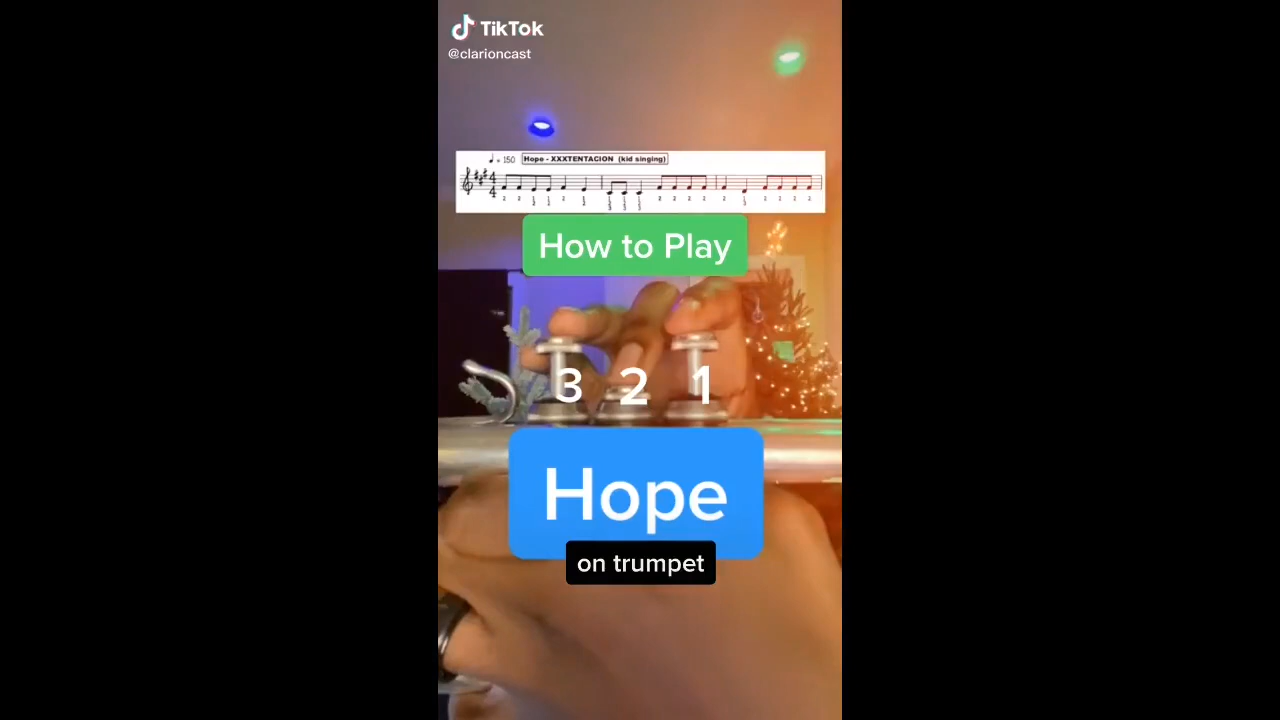 TikTok
@clarioncast
♩ = 150 Hope - XXXTENTACION (kid singing)
How to Play
3 2 1
Hope
on trumpet